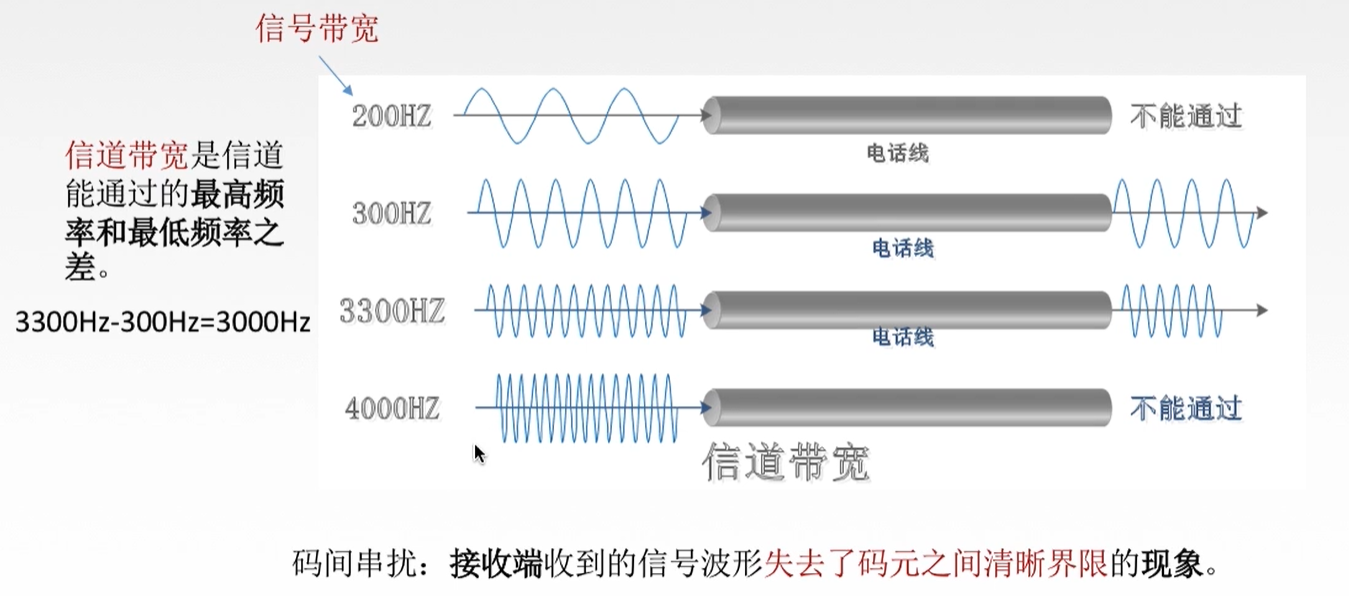 信号带宽
200HZ
不能通过
电话线
信道带宽是信道
能通过的最高频
率和最低频率之
差。
300HZ
电话线
3300Hz-300Hz=3000Hz
3300HZ
电话线
4000HZ
不能通过
信道带宽
码间串扰：接收端收到的信号波形失去了码元之间清晰界限的现象。